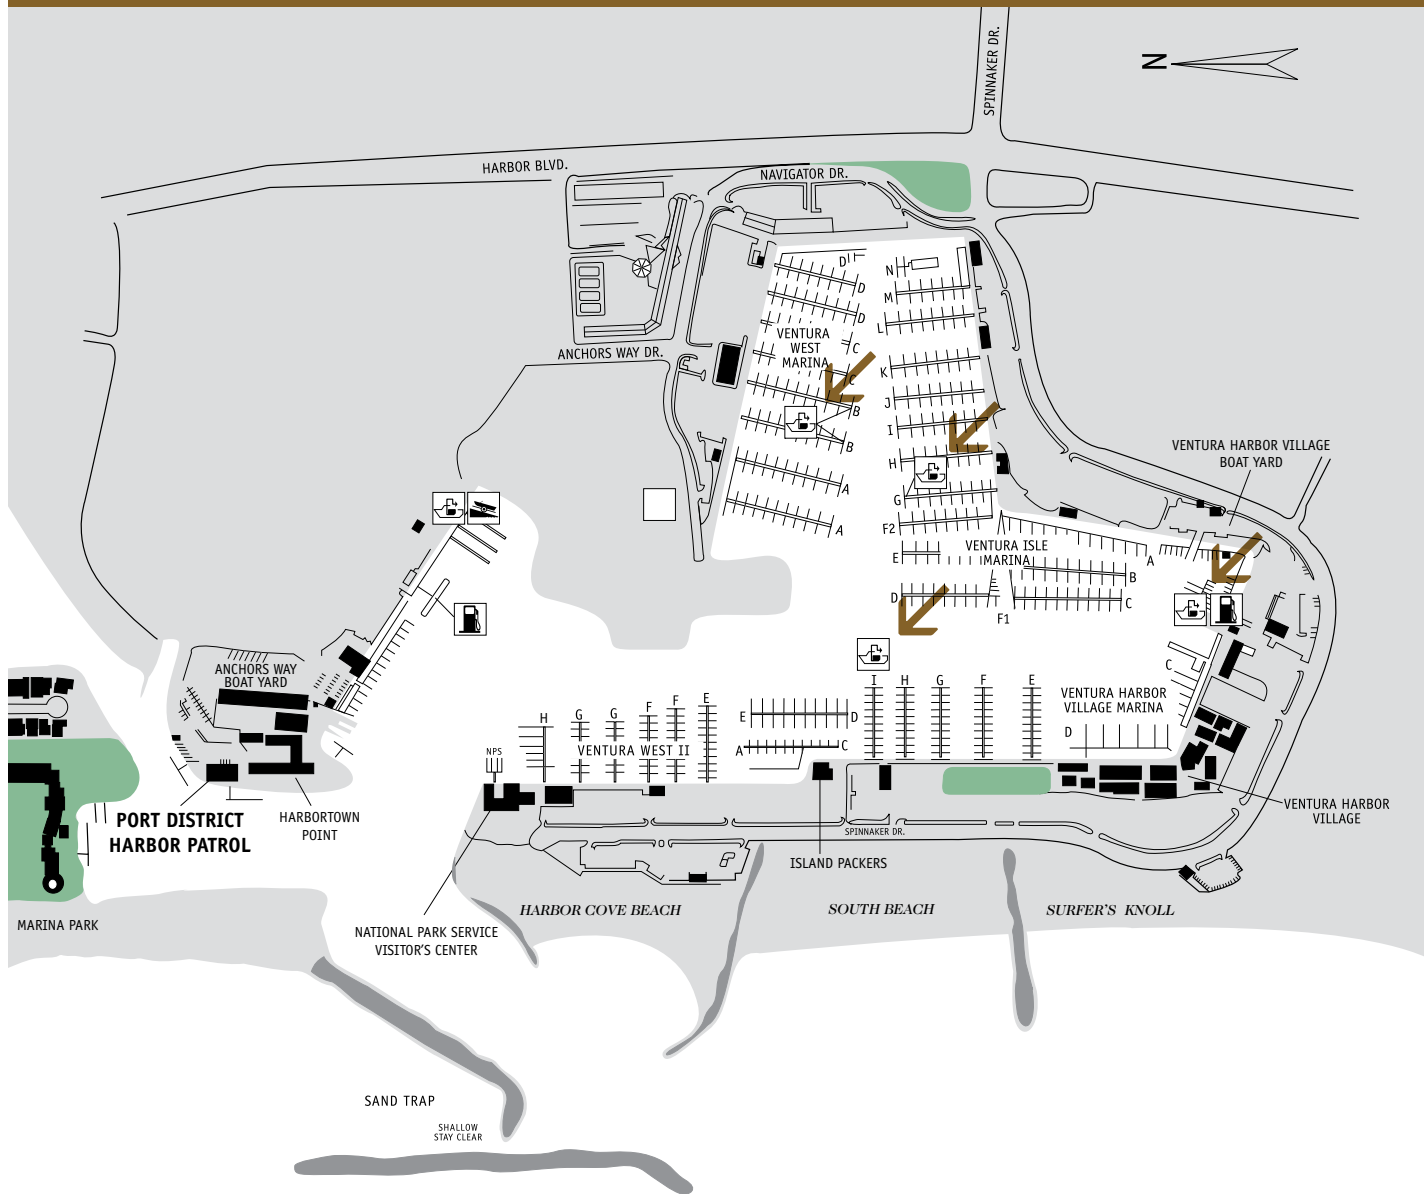 SPINNAKER DR.
N
HARBOR BLVD.
NAVIGATOR DR.
D
N
D
M
D
L
VENTURA
WEST
MARINA
C
ANCHORS WAY DR.
K
C
J
B
I
B
VENTURA HARBOR VILLAGE
BOAT YARD
H
A
G
A
F2
VENTURA ISLE
MARINA
E
A
B
D
C
F1
ANCHORS WAY
BOAT YARD
C
I
H
G
F
E
VENTURA HARBOR
VILLAGE MARINA
D
H
G
G
F
F
E
E
D
A
C
VENTURA WEST II
NPS
PORT DISTRICT
HARBOR PATROL
HARBORTOWN
POINT
VENTURA HARBOR
VILLAGE
SPINNAKER DR.
ISLAND PACKERS
MARINA PARK
NATIONAL PARK SERVICE
VISITOR'S CENTER
HARBOR COVE BEACH
SOUTH BEACH
SURFER'S KNOLL
SAND TRAP
SHALLOW
STAY CLEAR